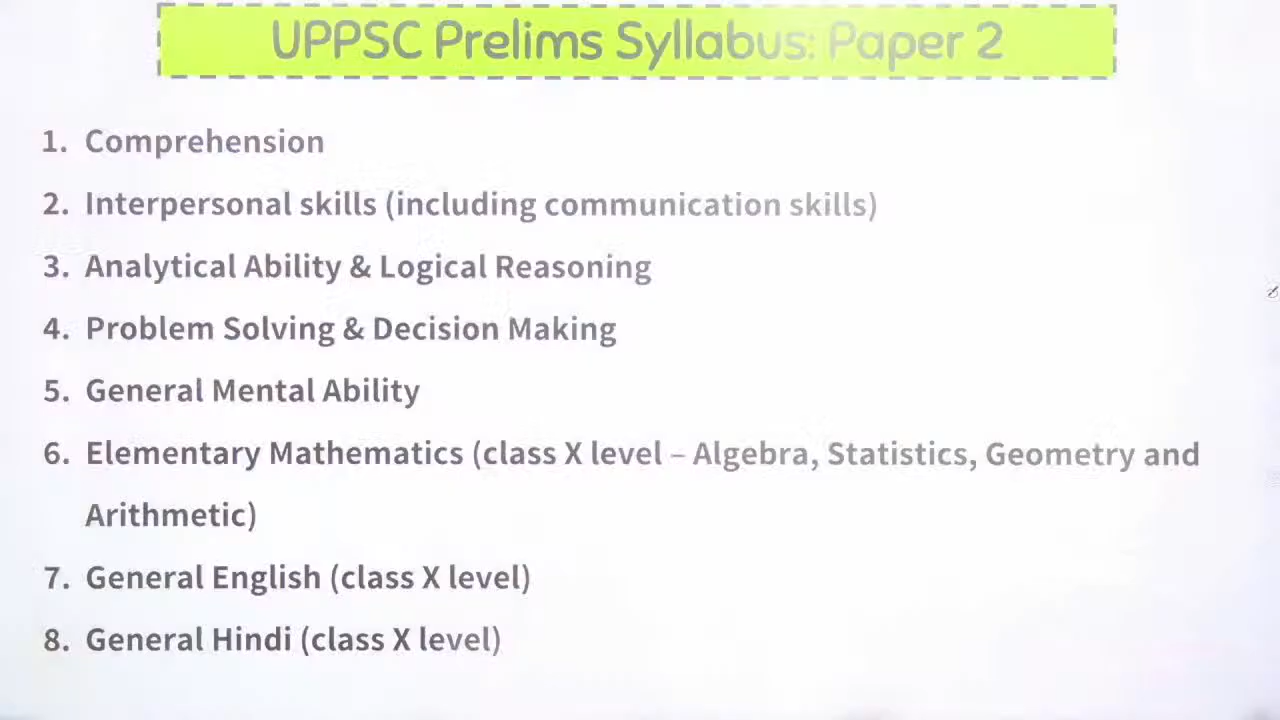 UPPSC Prelims Syllabus: Paper 2
1. Comprehension
2. Interpersonal skills (including communication skills)
3. Analytical Ability & Logical Reasoning
4. Problem Solving & Decision Making
5. General Mental Ability
6. Elementary Mathematics (class X level – Algebra, Statistics, Geometry and
Arithmetic)
7. General English (class X level)
8. General Hindi (class X level)